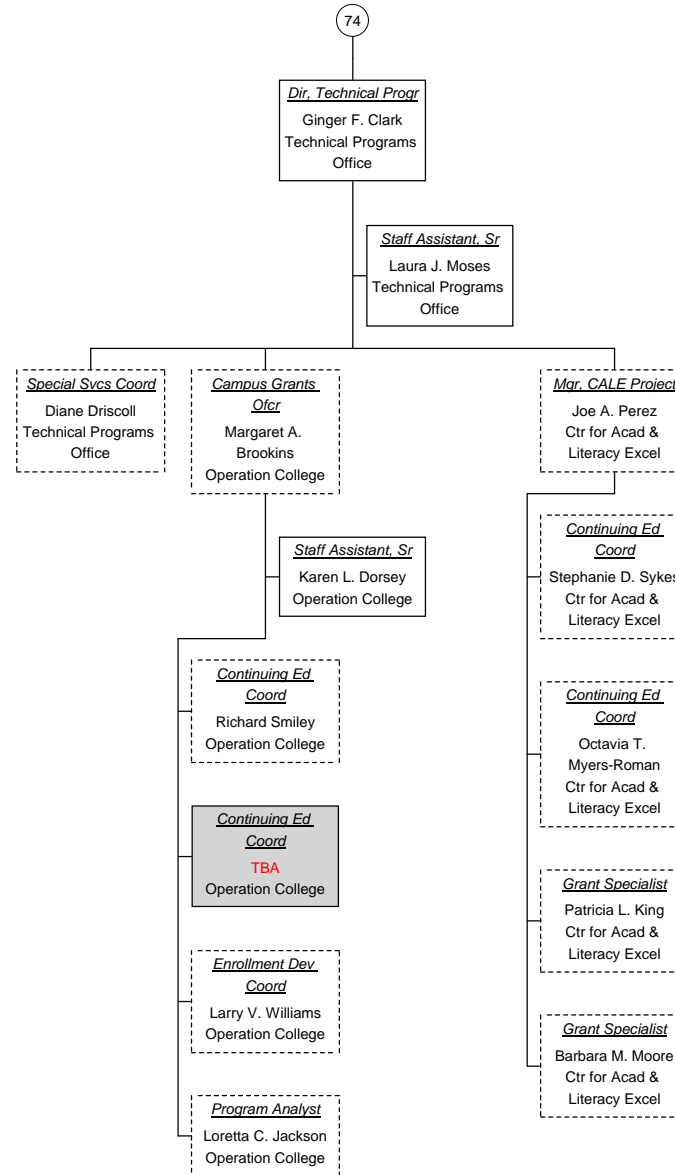 74
Dir, Technical Progr
Ginger F. Clark
Technical Programs
Office
Staff Assistant, Sr
Laura J. Moses
Technical Programs
Office
Special Svcs Coord
Diane Driscoll
Technical Programs
Office
Campus Grants
Ofcr
Margaret A.
Brookins
Operation College
Mgr, CALE Project
Joe A. Perez
Ctr for Acad &
Literacy Excel
Staff Assistant, Sr
Karen L. Dorsey
Operation College
Continuing Ed
Coord
Richard Smiley
Operation College
Continuing Ed
Coord
TBA
Operation College
Enrollment Dev
Coord
Larry V. Williams
Operation College
Program Analyst
Loretta C. Jackson
Operation College
Continuing Ed
Coord
Stephanie D. Sykes
Ctr for Acad &
Literacy Excel
Continuing Ed
Coord
Octavia T.
Myers-Roman
Ctr for Acad &
Literacy Excel
Grant Specialist
Patricia L. King
Ctr for Acad &
Literacy Excel
Grant Specialist
Barbara M. Moore
Ctr for Acad &
Literacy Excel